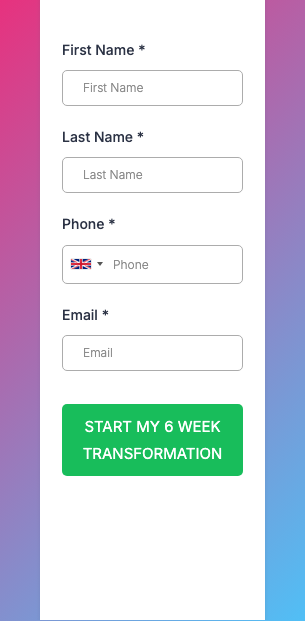 First Name *
First Name
Last Name *
Last Name
Phone *
Phone
Email *
Email
START MY 6 WEEK
TRANSFORMATION